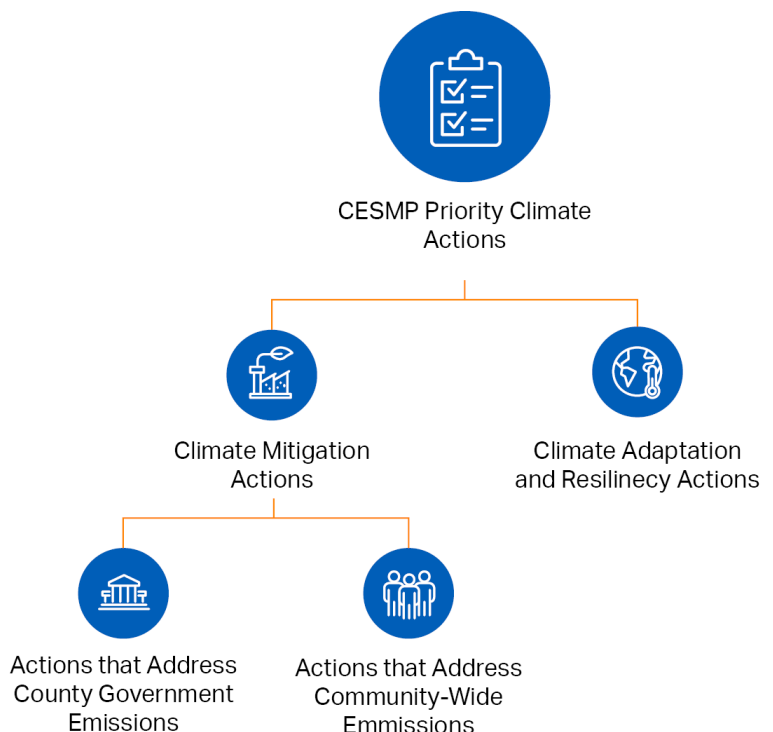 CESMP Priority Climate
Actions
Climate Mitigation
Actions
Climate Adaptation
and Resilinecy Actions
Actions that Address
County Government
Emissions
Actions that Address
Community-Wide
Emmissions